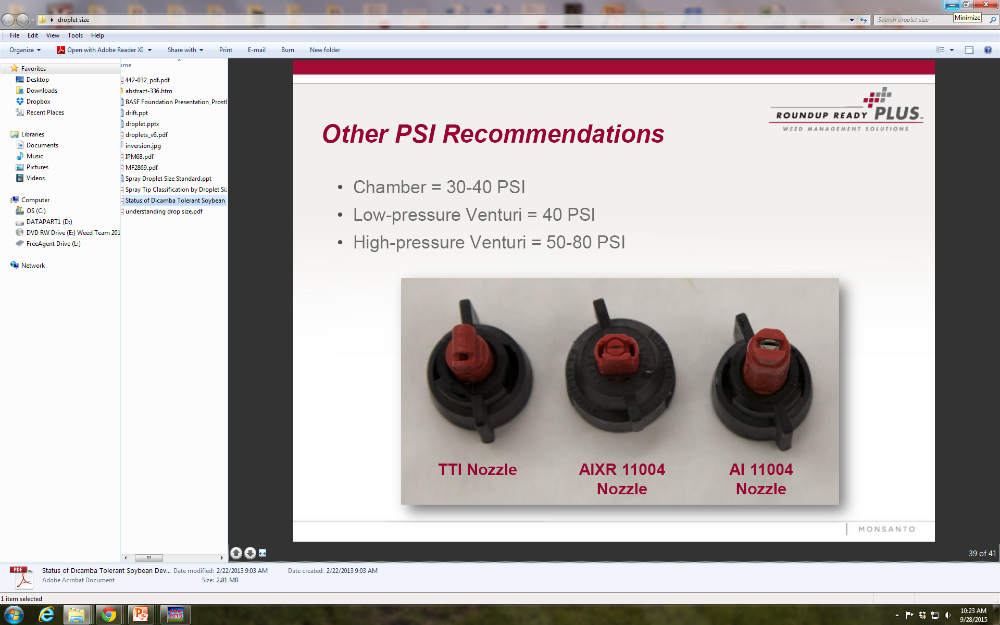 droplet size
Search droplet size
Minimize
File Edit View Tools Help
Organize Open with Adobe Reader XI Share with Print E-mail Burn New folder
Favorites
Desktop
Downloads
Dropbox
Recent Places
Libraries
Documents
Music
Pictures
Videos
Computer
OS (C:)
DATAPART1 (D:)
DVD RW Drive (E:) Weed Team 201
FreeAgent Drive (L:)
Network
ame
442-032_pdf.pdf
abstract-336.htm
BASF Foundation Presentation_Prostl
drift.ppt
droplet.pptx
droplets_v6.pdf
inversion.jpg
IPM68.pdf
MF2869.pdf
Spray Droplet Size Standard.ppt
Spray Tip Classification by Droplet Siz
Status of Dicamba Tolerant Soybean
understanding drop size.pdf
ROUNDUP READY PLUS
WEED MANAGEMENT SOLUTIONS
Other PSI Recommendations
• Chamber = 30-40 PSI
• Low-pressure Venturi = 40 PSI
• High-pressure Venturi = 50-80 PSI
TTI Nozzle
AIXR 11004
Nozzle
AI 11004
Nozzle
MONSANTO
39 of 41
PDF
Status of Dicamba Tolerant Soybean Dev... Date modified: 2/22/2013 9:03 AM Date created: 2/22/2013 9:03 AM
Adobe Acrobat Document Size: 2.81 MB
1 item selected
ARM
2015
10:23 AM
9/28/2015